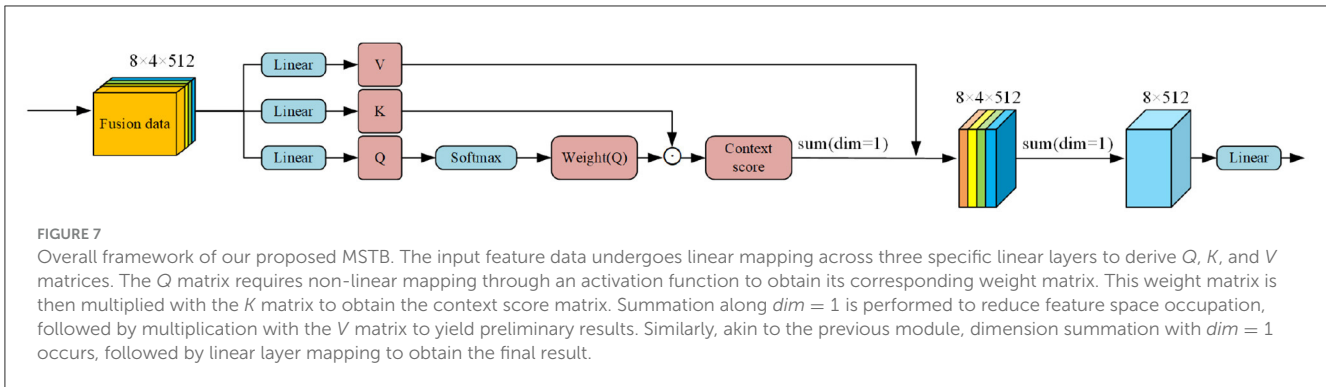 8×4×512
Fusion data
Linear
V
Linear
K
Linear
Q
Softmax
Weight(Q)
Context
score
sum(dim=1)
8×4×512
sum(dim=1)
8×512
Linear
FIGURE 7
Overall framework of our proposed MSTB. The input feature data undergoes linear mapping across three specific linear layers to derive Q, K, and V
matrices. The Q matrix requires non-linear mapping through an activation function to obtain its corresponding weight matrix. This weight matrix is
then multiplied with the K matrix to obtain the context score matrix. Summation along dim = 1 is performed to reduce feature space occupation,
followed by multiplication with the V matrix to yield preliminary results. Similarly, akin to the previous module, dimension summation with dim = 1
occurs, followed by linear layer mapping to obtain the final result.